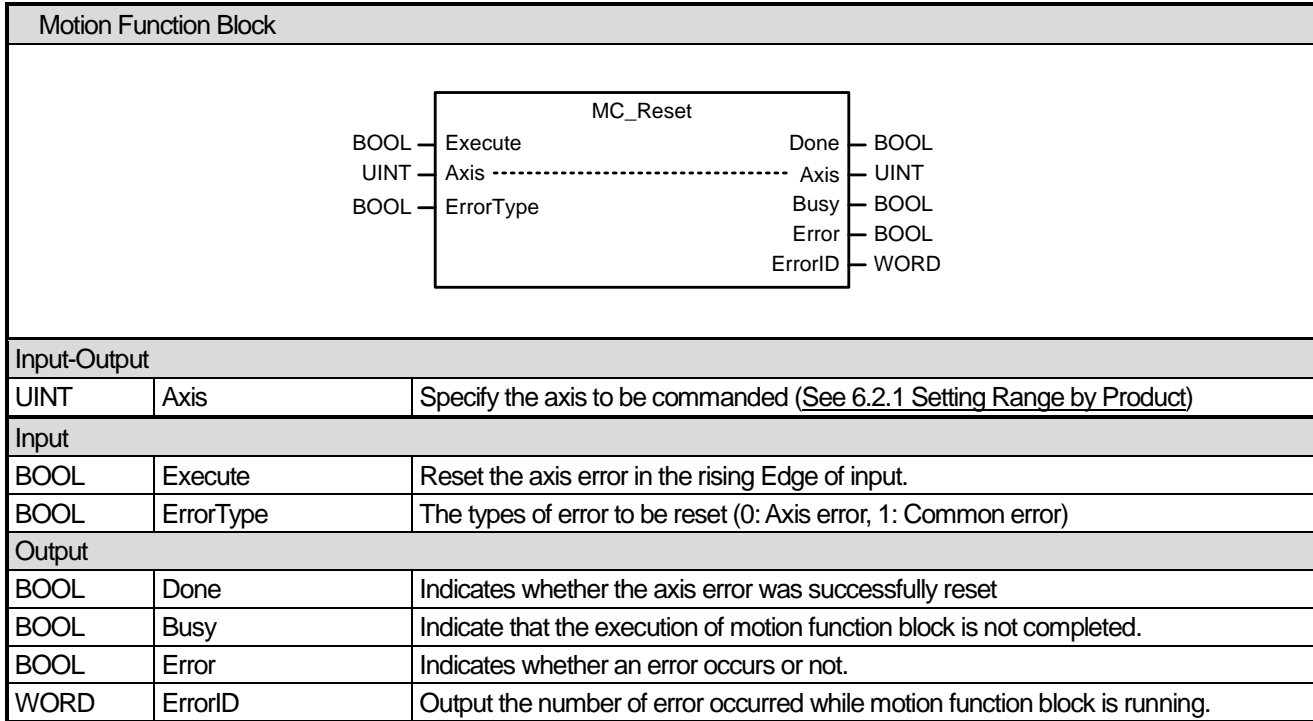 Motion Function Block
MC_Reset
BOOL Execute Done BOOL
UINT Axis Axis UINT
BOOL ErrorType Busy BOOL
Error BOOL
ErrorID WORD
Input-Output
UINT Axis Specify the axis to be commanded (See 6.2.1 Setting Range by Product)
Input
BOOL Execute Reset the axis error in the rising Edge of input.
BOOL ErrorType The types of error to be reset (0: Axis error, 1: Common error)
Output
BOOL Done Indicates whether the axis error was successfully reset
BOOL Busy Indicate that the execution of motion function block is not completed.
BOOL Error Indicates whether an error occurs or not.
WORD ErrorID Output the number of error occurred while motion function block is running.